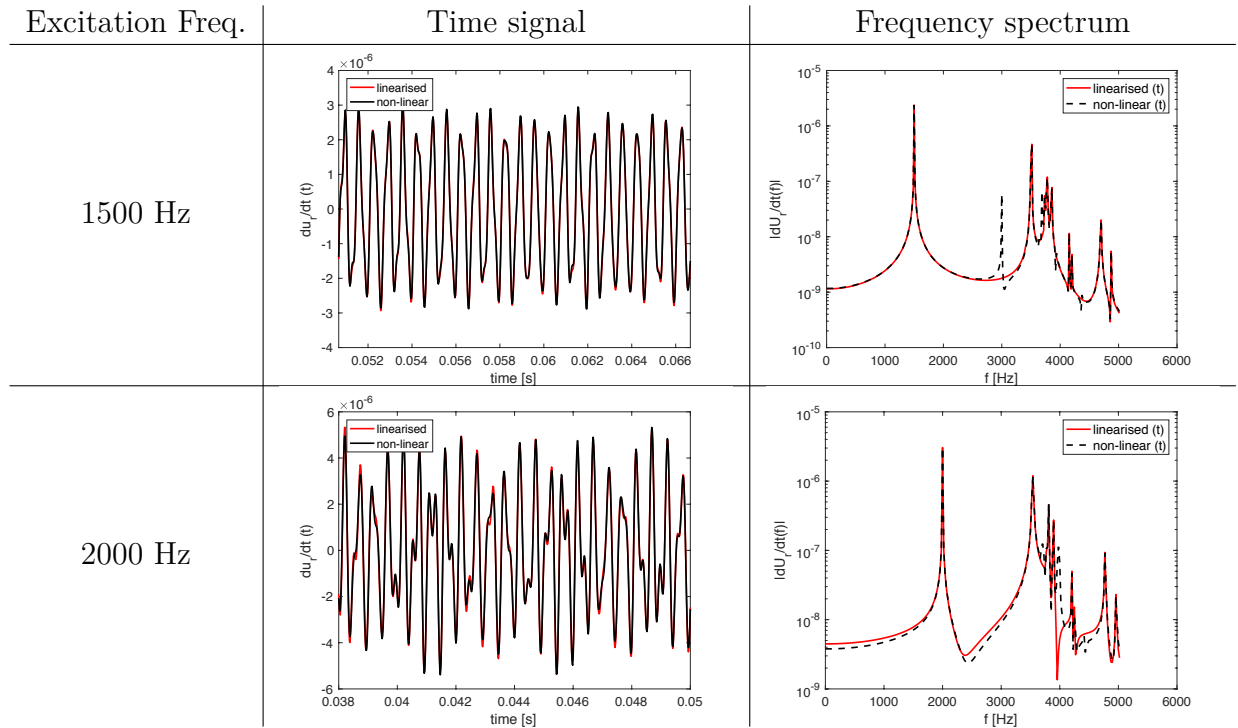 Excitation Freq. Time signal Frequency spectrum
×10⁻⁶
4
3
2
1
0
-1
-2
-3
-4
du_r/dt (t)
linearised
non-linear
0.052 0.054 0.056 0.058 0.06 0.062 0.064 0.066
time [s]
10⁻⁵
10⁻⁶
10⁻⁷
10⁻⁸
10⁻⁹
10⁻¹⁰
|dU_r/dt(f)|
linearised (t)
non-linear (t)
0 1000 2000 3000 4000 5000 6000
f [Hz]
1500 Hz
×10⁻⁶
6
4
2
0
-2
-4
-6
du_r/dt (t)
linearised
non-linear
0.038 0.04 0.042 0.044 0.046 0.048 0.05
time [s]
10⁻⁵
10⁻⁶
10⁻⁷
10⁻⁸
10⁻⁹
|dU_r/dt(f)|
linearised (t)
non-linear (t)
0 1000 2000 3000 4000 5000 6000
f [Hz]
2000 Hz